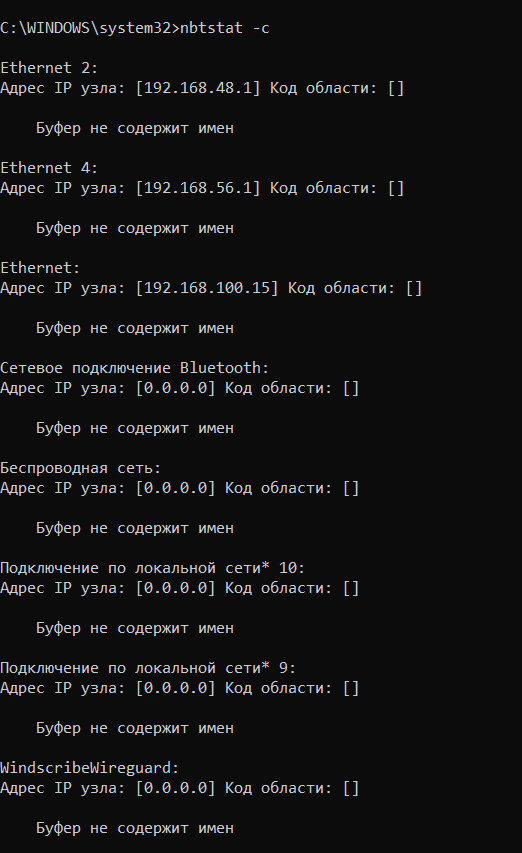 C:\WINDOWS\system32>nbtstat -c
Ethernet 2:
Адрес IP узла: [192.168.48.1] Код области: []
Буфер не содержит имен
Ethernet 4:
Адрес IP узла: [192.168.56.1] Код области: []
Буфер не содержит имен
Ethernet:
Адрес IP узла: [192.168.100.15] Код области: []
Буфер не содержит имен
Сетевое подключение Bluetooth:
Адрес IP узла: [0.0.0.0] Код области: []
Буфер не содержит имен
Беспроводная сеть:
Адрес IP узла: [0.0.0.0] Код области: []
Буфер не содержит имен
Подключение по локальной сети* 10:
Адрес IP узла: [0.0.0.0] Код области: []
Буфер не содержит имен
Подключение по локальной сети* 9:
Адрес IP узла: [0.0.0.0] Код области: []
Буфер не содержит имен
WindscribeWireguard:
Адрес IP узла: [0.0.0.0] Код области: []
Буфер не содержит имен